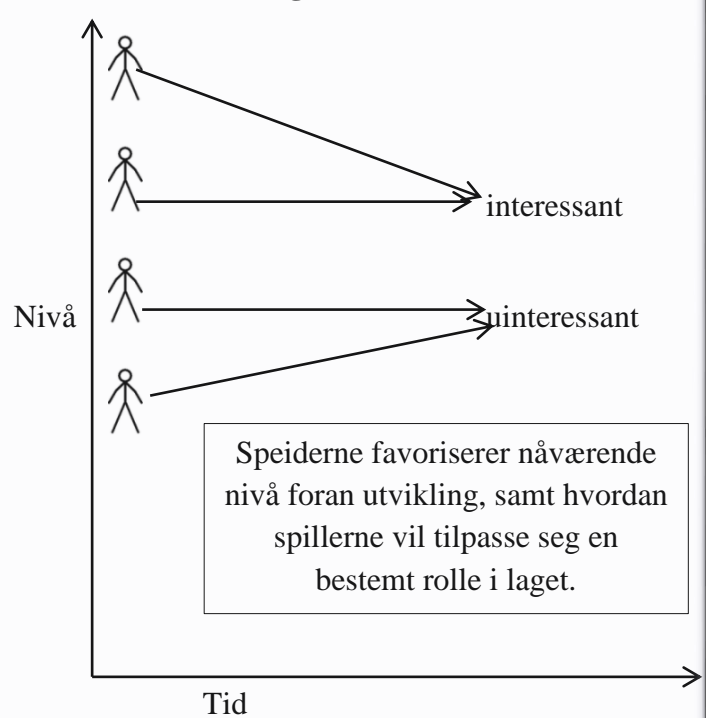 interessant
Nivå
uinteressant
Speiderne favoriserer nåværende
nivå foran utvikling, samt hvordan
spillerne vil tilpasse seg en
bestemt rolle i laget.
Tid